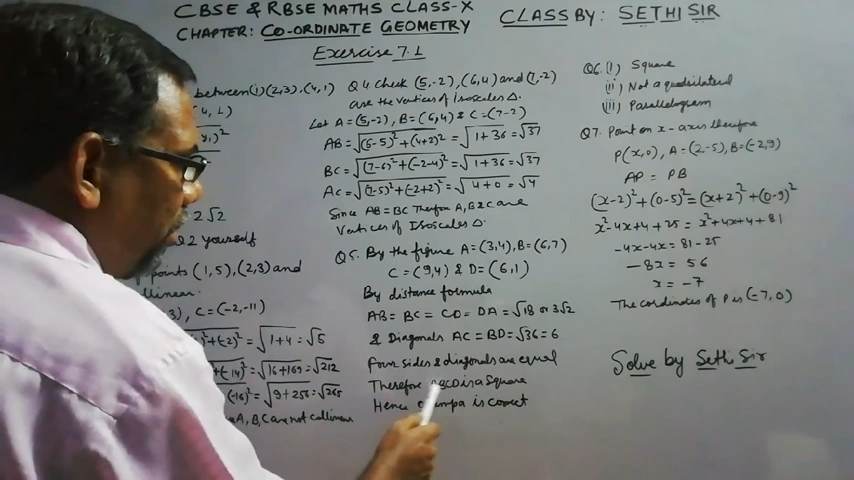 CBSE & RBSE MATHS CLASS-X
CLASS BY: SETHI SIR
CHAPTER: CO-ORDINATE GEOMETRY
Exercise 7.1
between (i) (2,3), (4,1)
2√2
2 yourself
points (1,5), (2,3) and
C = (-2,-11)
= √1+4 = √5
= √16+169 = √212
(-16)² = √9+256 = √265
A, B, C are not collinear
Q4 Check (5,-2), (6,4) and (7,-2)
are the vertices of Isosceles Δ.
Let A = (5,-2), B = (6,4) & C = (7-2)
AB = √(6-5)²+(4+2)² = √1+36 = √37
BC = √(7-6)²+(-2-4)² = √1+36 = √37
AC = √(7-5)²+(-2+2)² = √4+0 = √4
Since AB = BC Therfor A, B & C are
Vertices of Isosceles Δ.
Q5. By the figure A = (3,4), B = (6,7)
C = (9,4) & D = (6,1)
By distance formula
AB = BC = CD = DA = √18 or 3√2
& Diagonals AC = BD = √36 = 6
Four sides & diagonals are equal
Therefore ABCD is a Square
Hence is correct
Q6. (i) Square
(ii) Not a quadrilateral
(iii) Parallelogram
Q7. Point on x-axis therefore
P(x,0), A = (2-5), B = (-2,9)
AP = PB
(x-2)²+(0-5)² = (x+2)²+(0-9)²
x²-4x+4+25 = x²+4x+4+81
-4x-4x = 81-25
-8x = 56
x = -7
The cordinates of P is (-7,0)
Solve by Sethi Sir